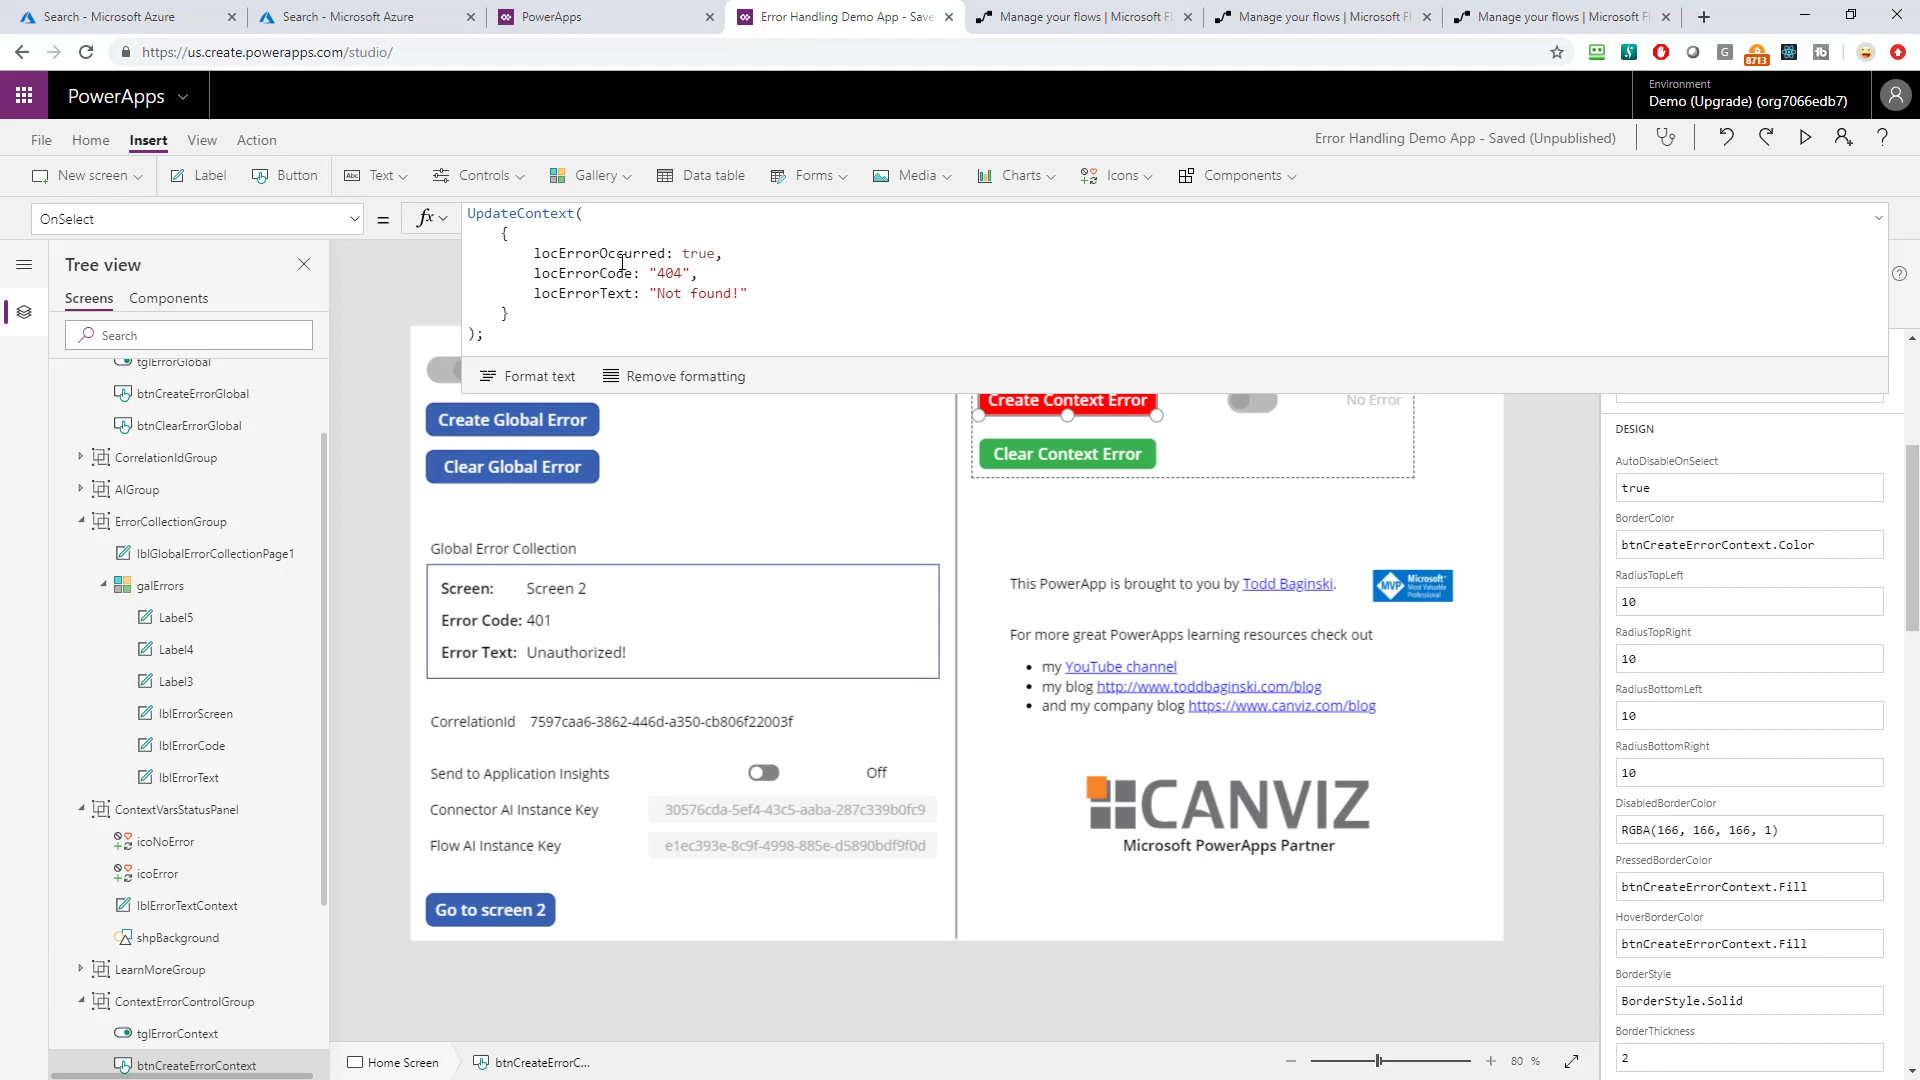 Search - Microsoft Azure
Search - Microsoft Azure
PowerApps
Error Handling Demo App - Save
Manage your flows | Microsoft Fl
Manage your flows | Microsoft Fl
Manage your flows | Microsoft Fl
https://us.create.powerapps.com/studio/
8713
PowerApps
Environment
Demo (Upgrade) (org7066edb7)
File Home Insert View Action
Error Handling Demo App - Saved (Unpublished)
New screen Label Button Text Controls Gallery Data table Forms Media Charts Icons Components
OnSelect
= fx
UpdateContext(
{
locErrorOccurred: true,
locErrorCode: "404",
locErrorText: "Not found!"
}
);
Format text Remove formatting
Tree view
Screens Components
Search
tglErrorGlobal
btnCreateErrorGlobal
btnClearErrorGlobal
CorrelationIdGroup
AIGroup
ErrorCollectionGroup
lblGlobalErrorCollectionPage1
galErrors
Label5
Label4
Label3
lblErrorScreen
lblErrorCode
lblErrorText
ContextVarsStatusPanel
icoNoError
icoError
lblErrorTextContext
shpBackground
LearnMoreGroup
ContextErrorControlGroup
tglErrorContext
btnCreateErrorContext
Create Global Error
Clear Global Error
Create Context Error
No Error
Clear Context Error
Global Error Collection
Screen: Screen 2
Error Code: 401
Error Text: Unauthorized!
CorrelationId 7597caa6-3862-446d-a350-cb806f22003f
Send to Application Insights Off
Connector AI Instance Key 30576cda-5ef4-43c5-aaba-287c339b0fc9
Flow AI Instance Key e1ec393e-8c9f-4998-885e-d5890bdf9f0d
Go to screen 2
This PowerApp is brought to you by Todd Baginski.
MVP Microsoft Most Valuable Professional
For more great PowerApps learning resources check out
• my YouTube channel
• my blog http://www.toddbaginski.com/blog
• and my company blog https://www.canviz.com/blog
CANVIZ
Microsoft PowerApps Partner
DESIGN
AutoDisableOnSelect
true
BorderColor
btnCreateErrorContext.Color
RadiusTopLeft
10
RadiusTopRight
10
RadiusBottomLeft
10
RadiusBottomRight
10
DisabledBorderColor
RGBA(166, 166, 166, 1)
PressedBorderColor
btnCreateErrorContext.Fill
HoverBorderColor
btnCreateErrorContext.Fill
BorderStyle
BorderStyle.Solid
BorderThickness
2
Home Screen
btnCreateErrorC...
80 %